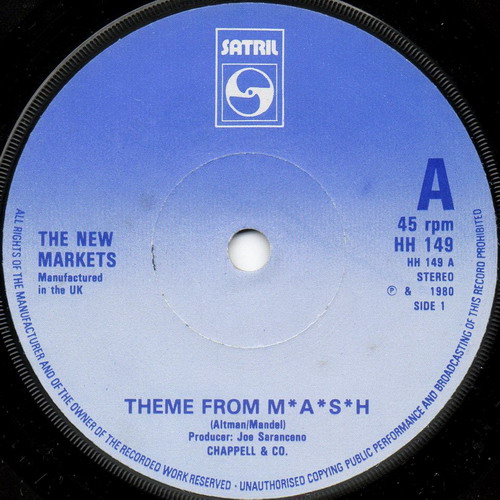 SATRIL
A
45 rpm
HH 149
HH 149 A
STEREO
℗ & 1980
SIDE 1
THE NEW
MARKETS
Manufactured
in the UK
THEME FROM M*A*S*H
(Altman/Mandel)
Producer: Joe Saranceno
CHAPPELL & CO.
ALL RIGHTS OF THE MANUFACTURER AND OF THE OWNER OF THE RECORDED WORK RESERVED · UNAUTHORISED COPYING PUBLIC PERFORMANCE AND BROADCASTING OF THIS RECORD PROHIBITED